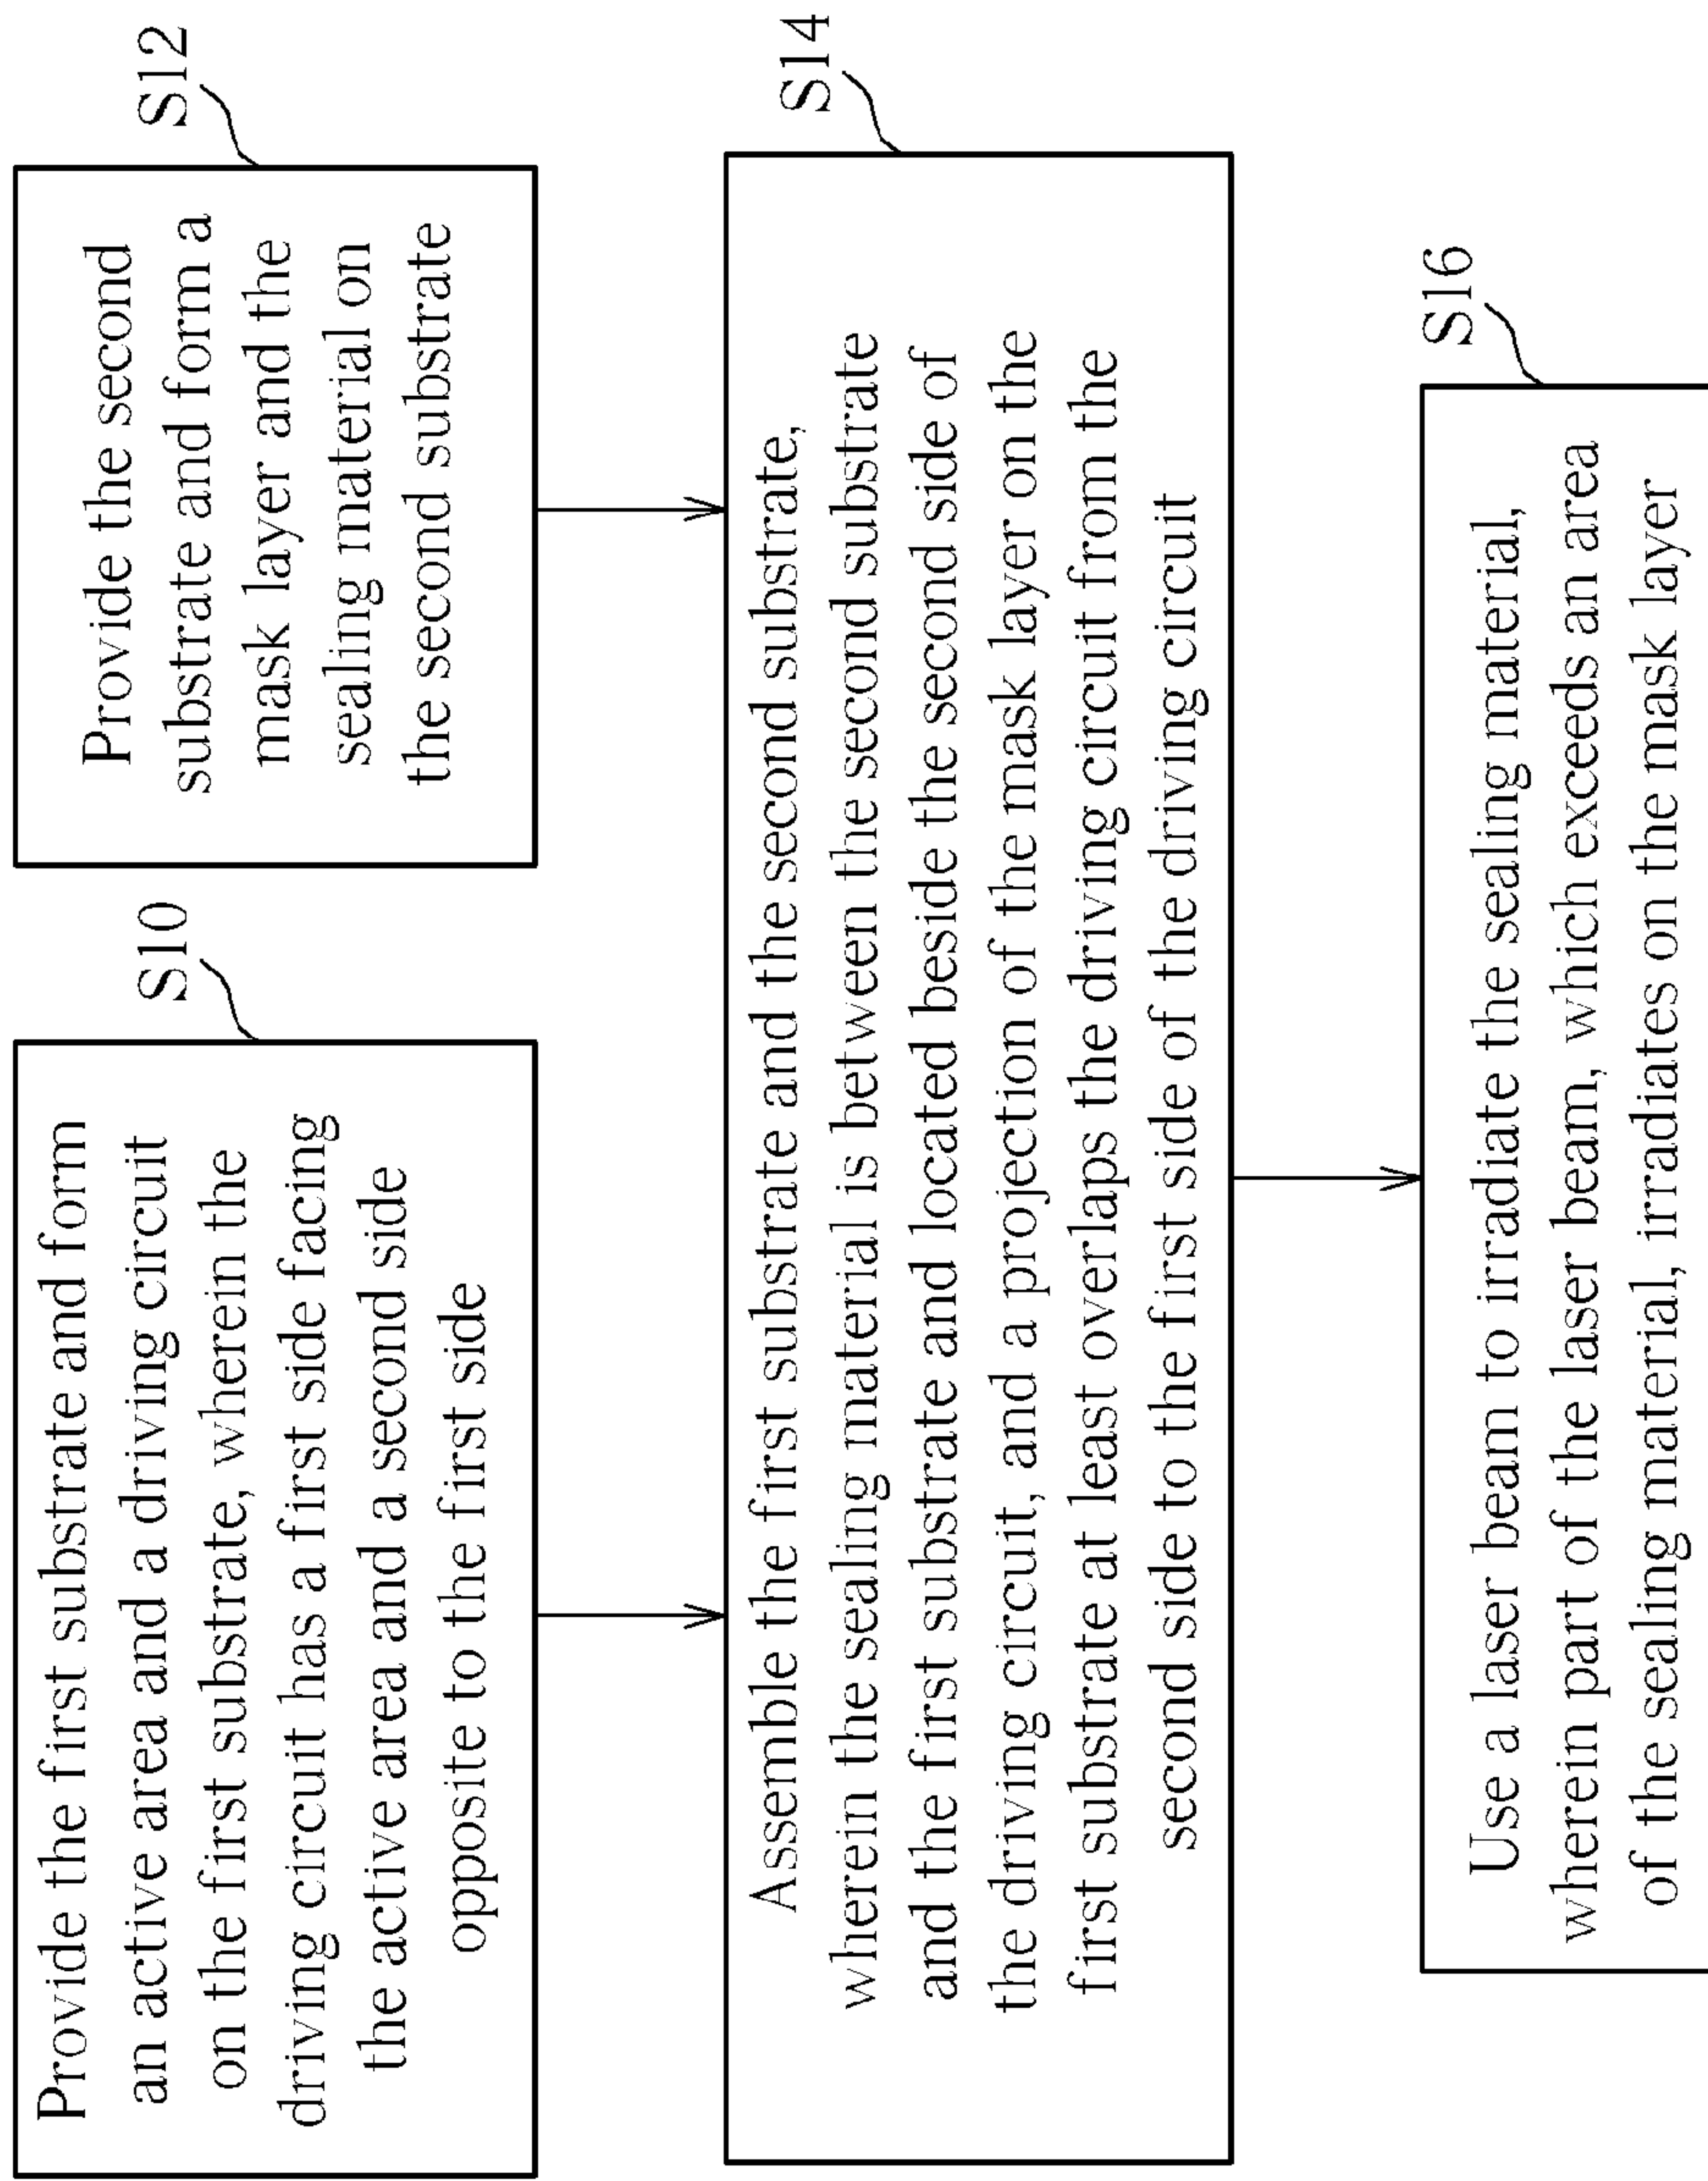 S10
Provide the first substrate and form
an active area and a driving circuit
on the first substrate, wherein the
driving circuit has a first side facing
the active area and a second side
opposite to the first side
S12
Provide the second
substrate and form a
mask layer and the
sealing material on
the second substrate
S14
Assemble the first substrate and the second substrate,
wherein the sealing material is between the second substrate
and the first substrate and located beside the second side of
the driving circuit, and a projection of the mask layer on the
first substrate at least overlaps the driving circuit from the
second side to the first side of the driving circuit
S16
Use a laser beam to irradiate the sealing material,
wherein part of the laser beam, which exceeds an area
of the sealing material, irradiates on the mask layer